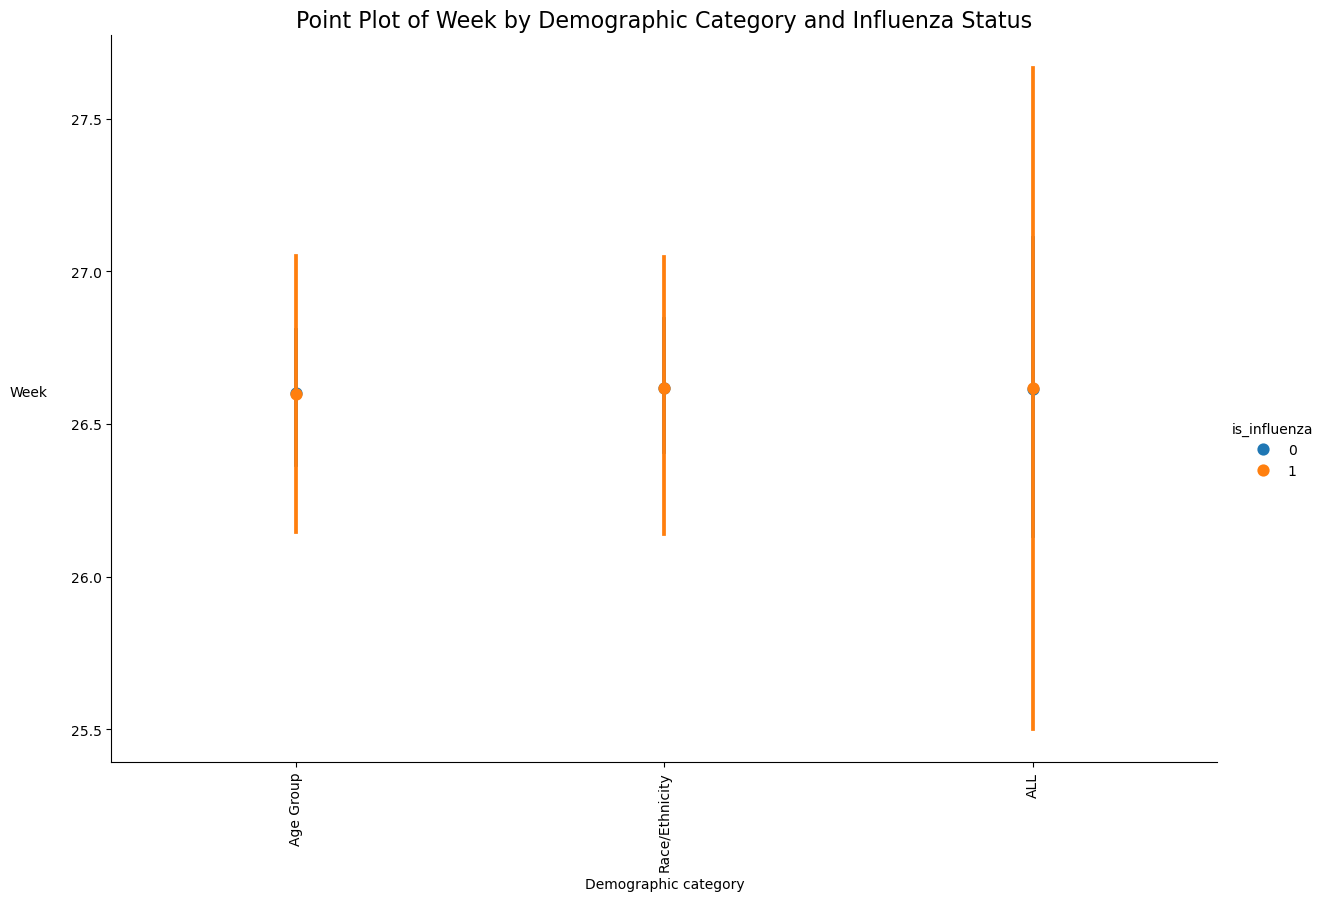 Point Plot of Week by Demographic Category and Influenza Status
27.5
27.0
26.5
26.0
25.5
Week
Age Group
Race/Ethnicity
ALL
Demographic category
is_influenza
0
1